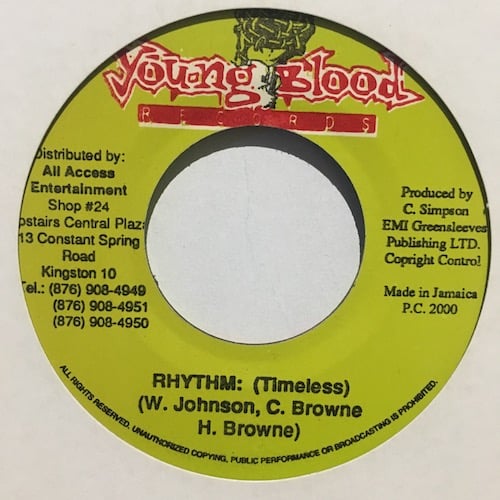 Young Blood
RECORDS
Distributed by:
All Access
Entertainment
Shop #24
pstairs Central Plaz
13 Constant Spring
Road
Kingston 10
Tel.: (876) 908-4949
(876) 908-4951
(876) 908-4950
Produced by
C. Simpson
EMI Greensleeves
Publishing LTD.
Copright Control
Made in Jamaica
P.C. 2000
RHYTHM: (Timeless)
(W. Johnson, C. Browne
H. Browne)
ALL RIGHTS RESERVED, UNAUTHORIZED COPYING, PUBLIC PERFORMANCE OR BROADCASTING IS PROHIBITED.